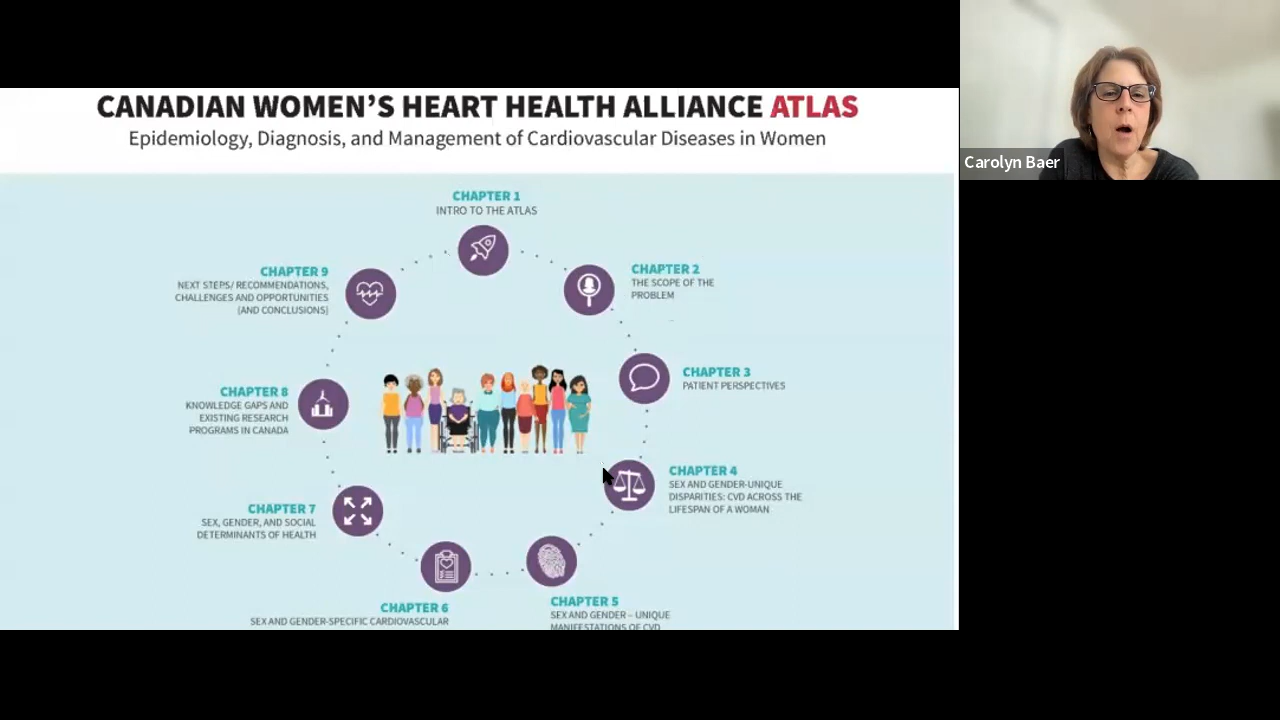 CANADIAN WOMEN'S HEART HEALTH ALLIANCE ATLAS
Epidemiology, Diagnosis, and Management of Cardiovascular Diseases in Women
CHAPTER 1
INTRO TO THE ATLAS
CHAPTER 2
THE SCOPE OF THE
PROBLEM
CHAPTER 3
PATIENT PERSPECTIVES
CHAPTER 4
SEX AND GENDER-UNIQUE
DISPARITIES: CVD ACROSS THE
LIFESPAN OF A WOMAN
CHAPTER 5
SEX AND GENDER – UNIQUE
MANIFESTATIONS OF CVD
CHAPTER 6
SEX AND GENDER-SPECIFIC CARDIOVASCULAR
CHAPTER 7
SEX, GENDER, AND SOCIAL
DETERMINANTS OF HEALTH
CHAPTER 8
KNOWLEDGE GAPS AND
EXISTING RESEARCH
PROGRAMS IN CANADA
CHAPTER 9
NEXT STEPS/ RECOMMENDATIONS,
CHALLENGES AND OPPORTUNITIES
(AND CONCLUSIONS)
Carolyn Baer